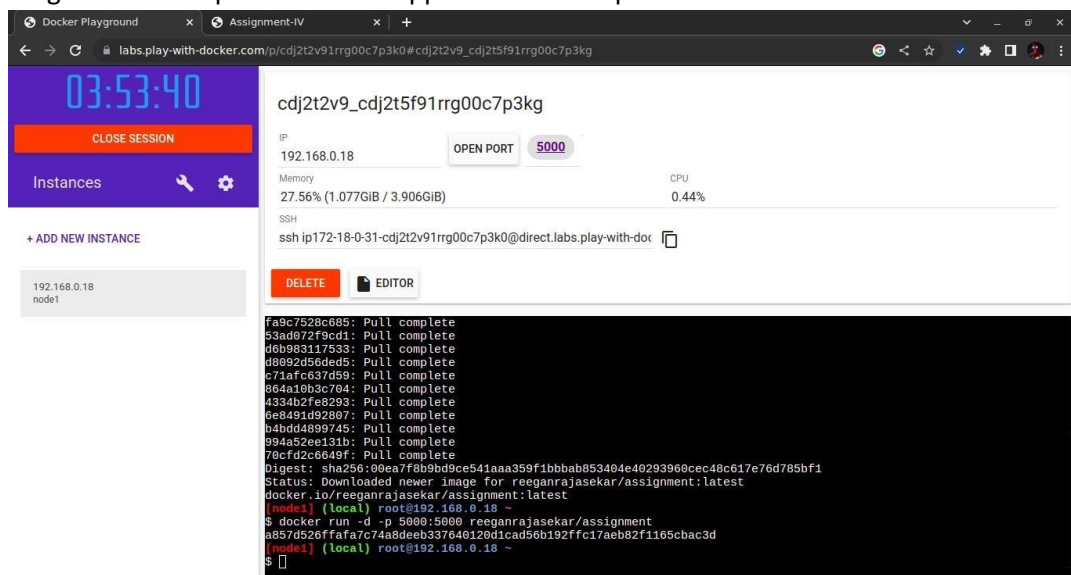 Docker Playground
Assignment-IV
labs.play-with-docker.com/p/cdj2t2v91rrg00c7p3k0#cdj2t2v9_cdj2t5f91rrg00c7p3kg
03:53:40
CLOSE SESSION
Instances
+ ADD NEW INSTANCE
192.168.0.18
node1
cdj2t2v9_cdj2t5f91rrg00c7p3kg
IP
192.168.0.18
OPEN PORT
5000
Memory
CPU
27.56% (1.077GiB / 3.906GiB)
0.44%
SSH
ssh ip172-18-0-31-cdj2t2v91rrg00c7p3k0@direct.labs.play-with-doc
DELETE
EDITOR
fa9c7528c685: Pull complete
53ad072f9cd1: Pull complete
d6b983117533: Pull complete
d8092d56ded5: Pull complete
c71afc637d59: Pull complete
864a10b3c704: Pull complete
4334b2fe8293: Pull complete
6e8491d92807: Pull complete
b4bdd4899745: Pull complete
994a52ee131b: Pull complete
70cfd2c6649f: Pull complete
Digest: sha256:00ea7f8b9bd9ce541aaa359f1bbbab853404e40293960cec48c617e76d785bf1
Status: Downloaded newer image for reeganrajasekar/assignment:latest
docker.io/reeganrajasekar/assignment:latest
[node1] (local) root@192.168.0.18 ~
$ docker run -d -p 5000:5000 reeganrajasekar/assignment
a857d526ffafa7c74a8deeb337640120d1cad56b192ffc17aeb82f1165cbac3d
[node1] (local) root@192.168.0.18 ~
$